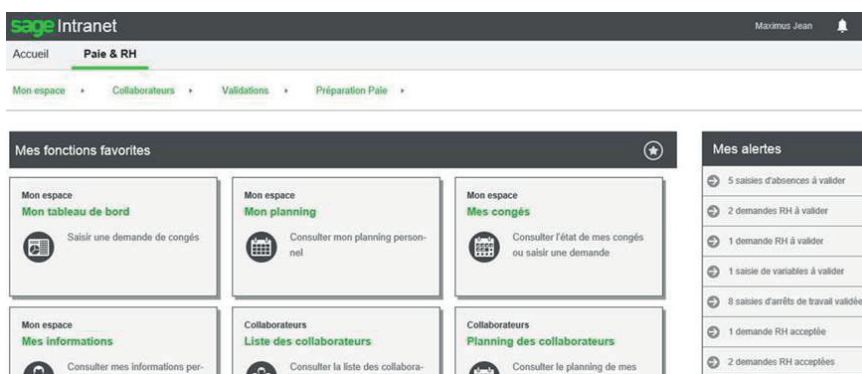 sage Intranet
Maximus Jean
Accueil
Paie & RH
Mon espace
Collaborateurs
Validations
Préparation Paie
Mes fonctions favorites
Mon espace
Mon tableau de bord
Saisir une demande de congés
Mon espace
Mon planning
Consulter mon planning person-
nel
Mon espace
Mes congés
Consulter l'état de mes congés
ou saisir une demande
Mon espace
Mes informations
Consulter mes informations per-
Collaborateurs
Liste des collaborateurs
Consulter la liste des collabora-
Collaborateurs
Planning des collaborateurs
Consulter le planning de mes
Mes alertes
5 saisies d'absences à valider
2 demandes RH à valider
1 demande RH à valider
1 saisie de variables à valider
8 saisies d'arrêts de travail validée
1 demande RH acceptée
2 demandes RH acceptées